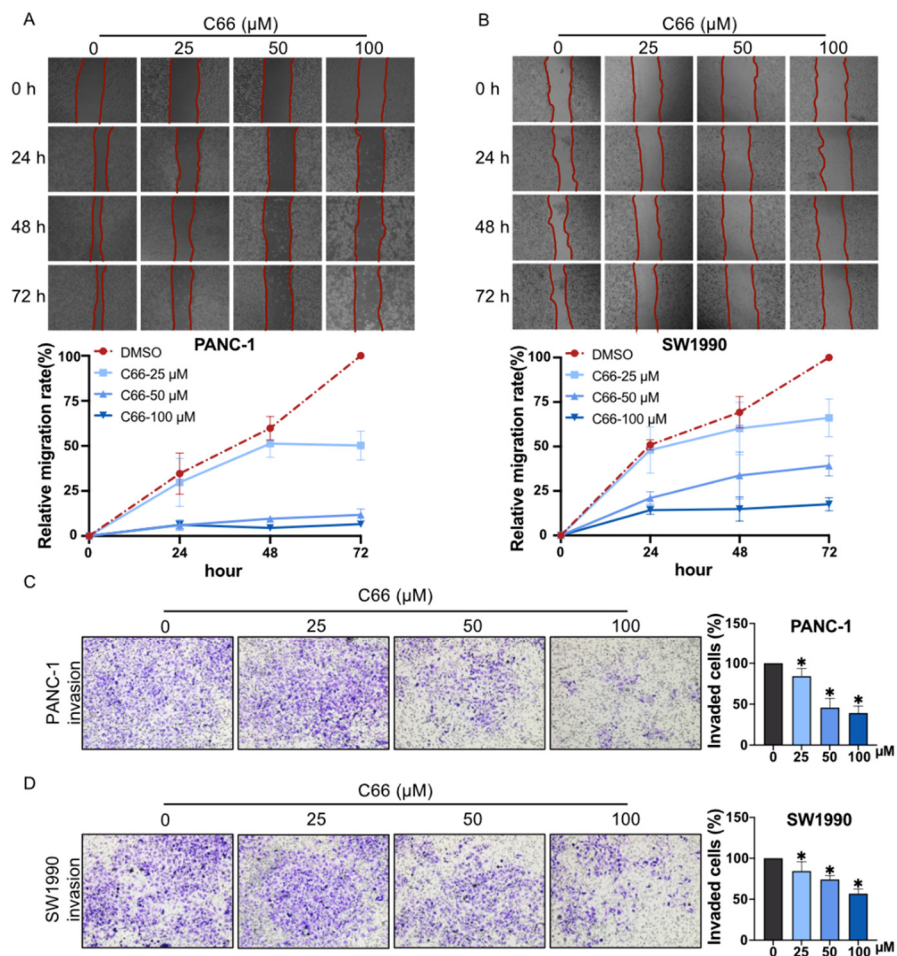 A
C66 (μM)
0 25 50 100
0 h
24 h
48 h
72 h
PANC-1
Relative migration rate(%)
100
75
50
25
0
DMSO
C66-25 μM
C66-50 μM
C66-100 μM
0 24 48 72
hour
B
C66 (μM)
0 25 50 100
0 h
24 h
48 h
72 h
SW1990
Relative migration rate(%)
100
75
50
25
0
DMSO
C66-25 μM
C66-50 μM
C66-100 μM
0 24 48 72
hour
C
C66 (μM)
0 25 50 100
PANC-1
invasion
PANC-1
Invaded cells (%)
150
100
50
0
* * *
0 25 50 100 μM
D
C66 (μM)
0 25 50 100
SW1990
invasion
SW1990
Invaded cells (%)
150
100
50
0
* * *
0 25 50 100 μM